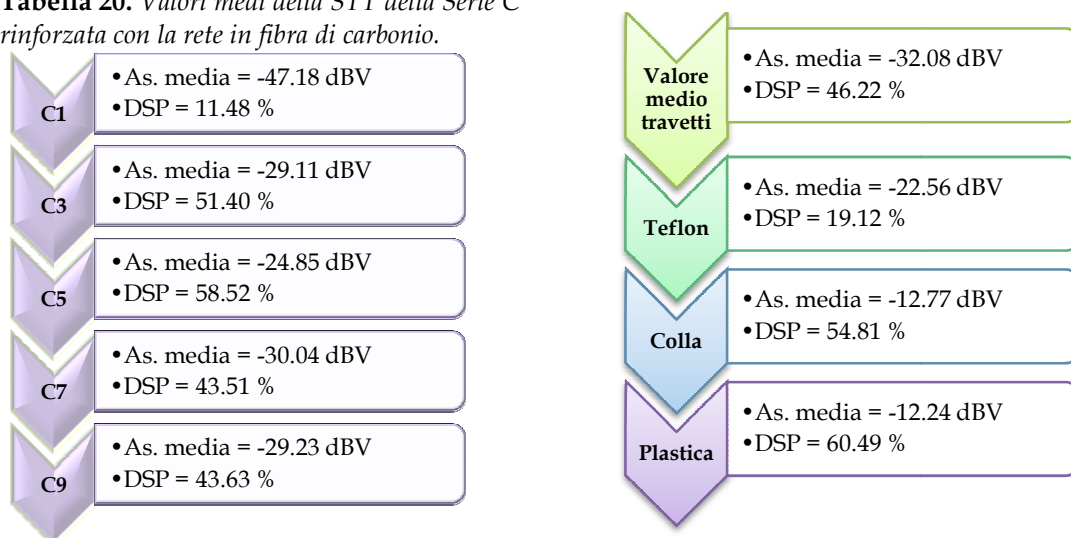 Tabella 20. Valori medi della STT della Serie C
rinforzata con la rete in fibra di carbonio.
C1
•As. media = -47.18 dBV
•DSP = 11.48 %
C3
•As. media = -29.11 dBV
•DSP = 51.40 %
C5
•As. media = -24.85 dBV
•DSP = 58.52 %
C7
•As. media = -30.04 dBV
•DSP = 43.51 %
C9
•As. media = -29.23 dBV
•DSP = 43.63 %
Valore
medio
travetti
•As. media = -32.08 dBV
•DSP = 46.22 %
Teflon
•As. media = -22.56 dBV
•DSP = 19.12 %
Colla
•As. media = -12.77 dBV
•DSP = 54.81 %
Plastica
•As. media = -12.24 dBV
•DSP = 60.49 %